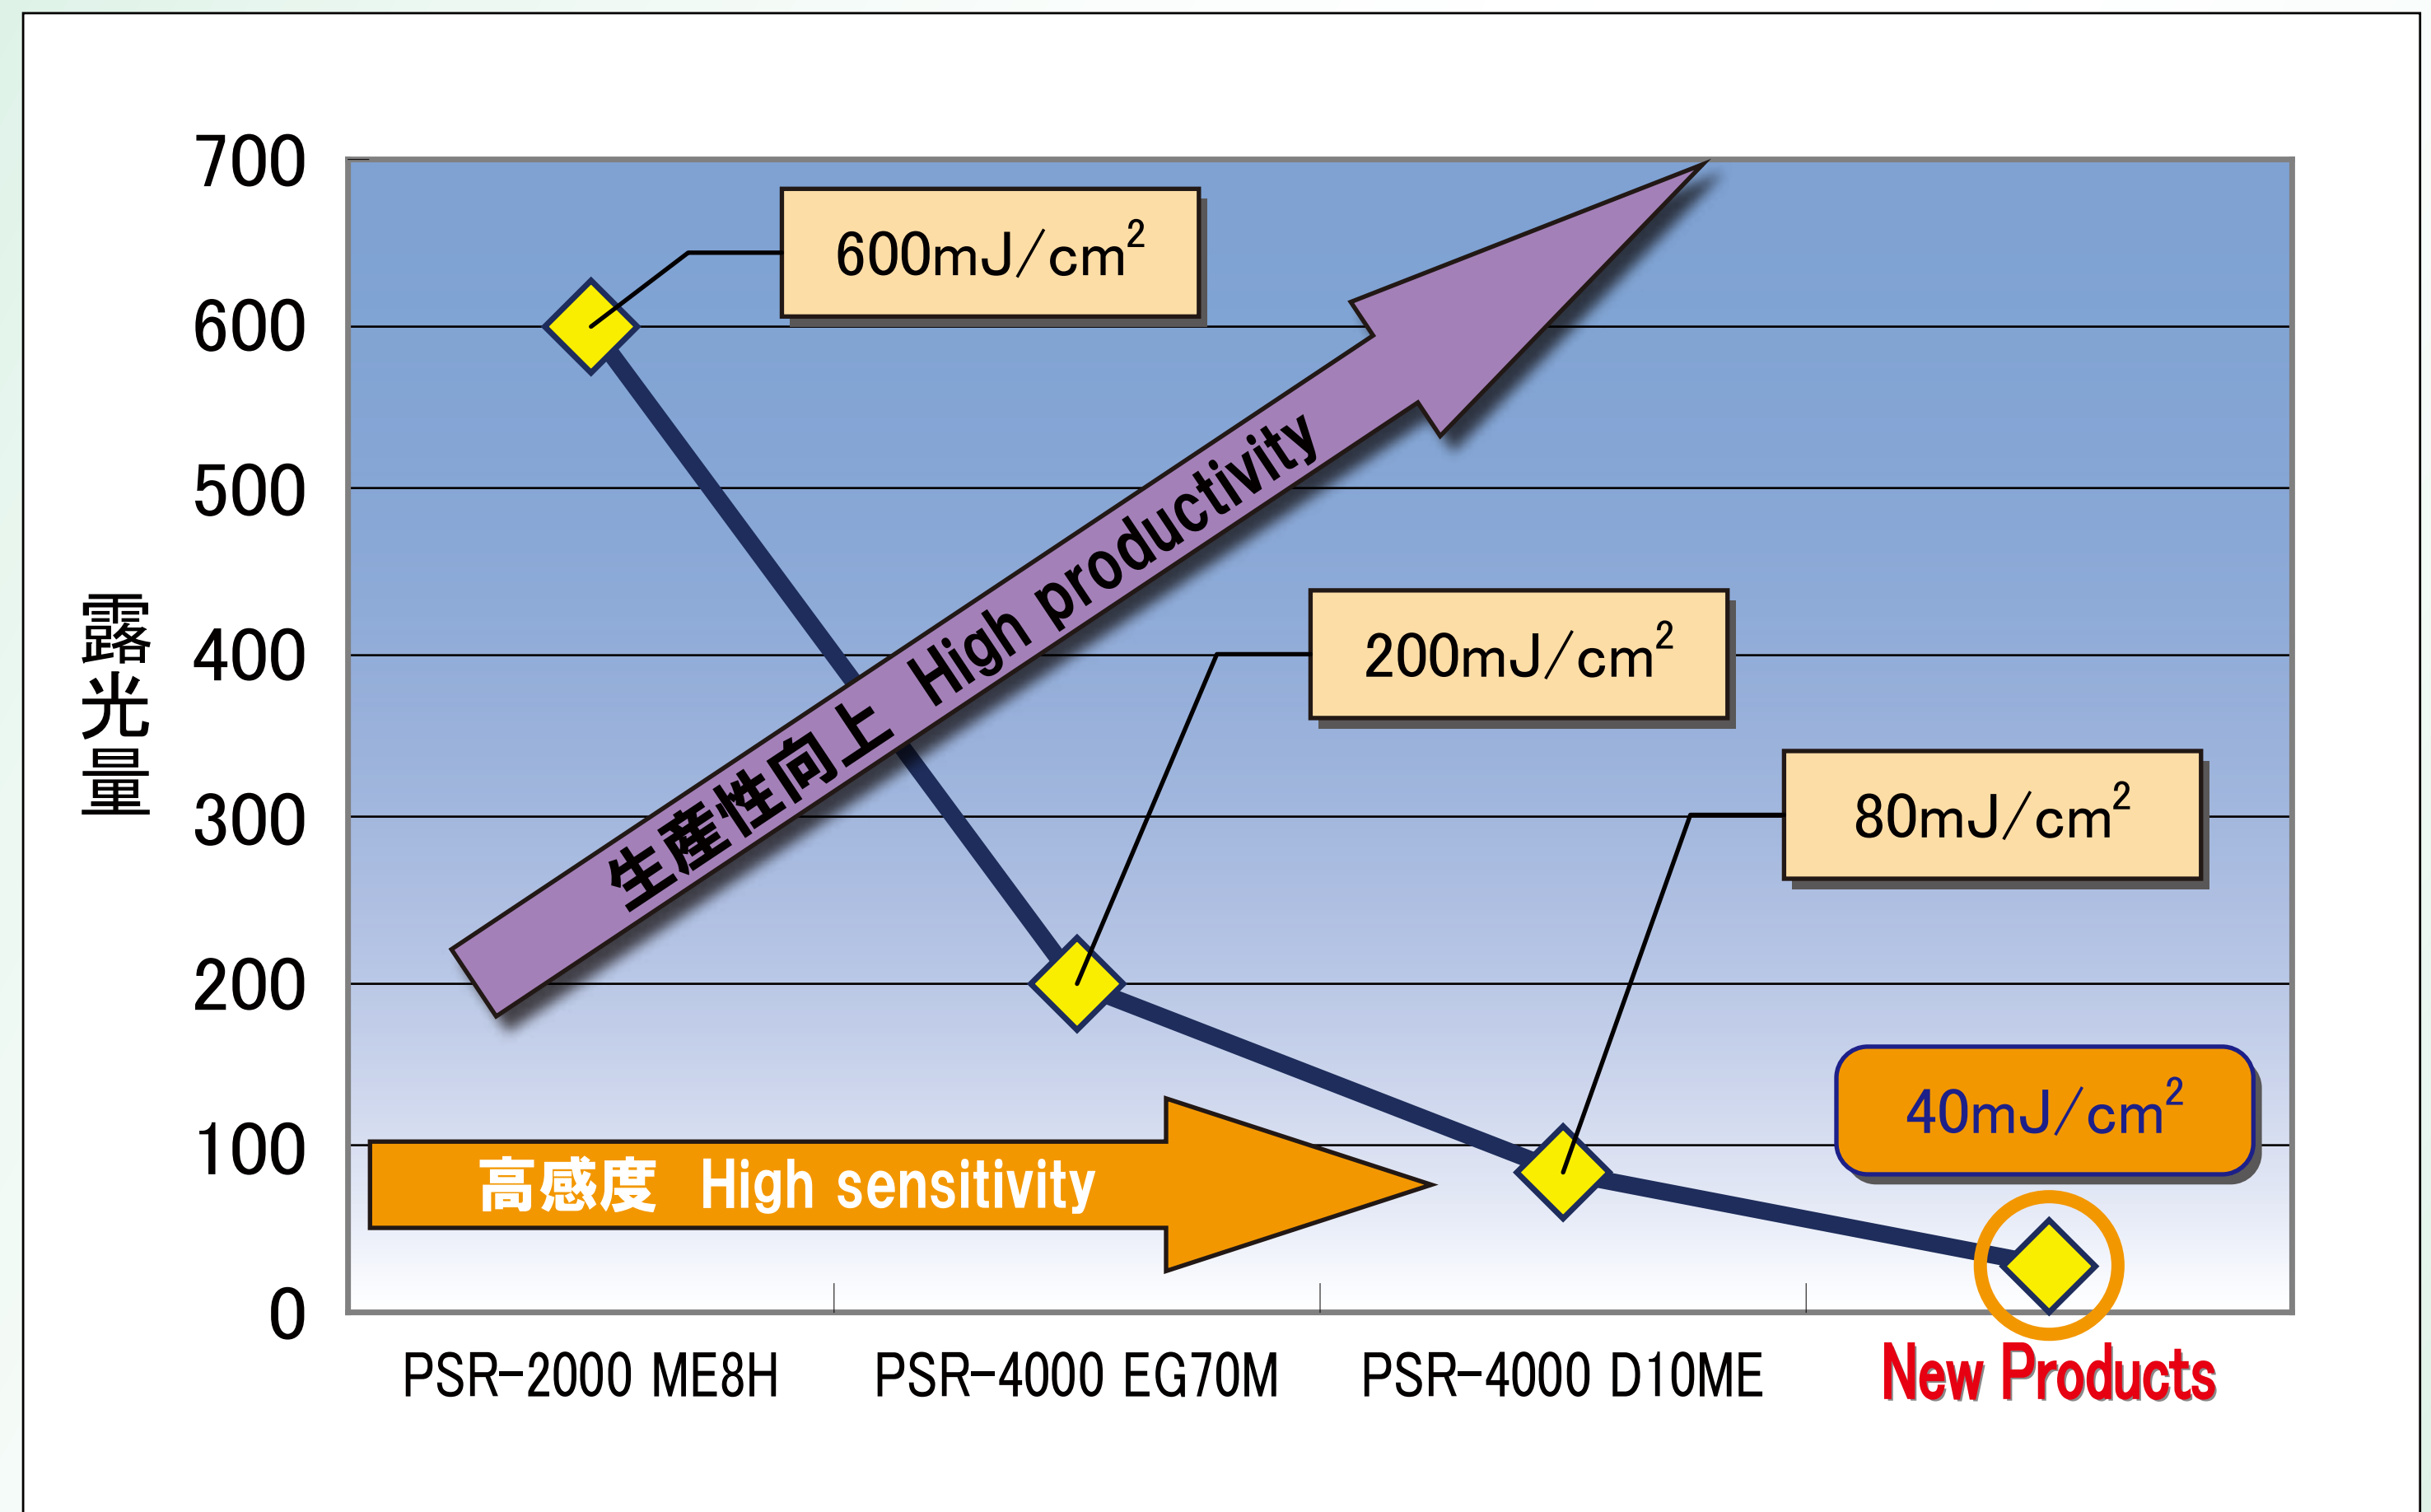 700
600
500
400
300
200
100
0
露光量
600mJ/cm²
200mJ/cm²
80mJ/cm²
40mJ/cm²
生産性向上 High productivity
高感度 High sensitivity
PSR-2000 ME8H
PSR-4000 EG70M
PSR-4000 D10ME
New Products